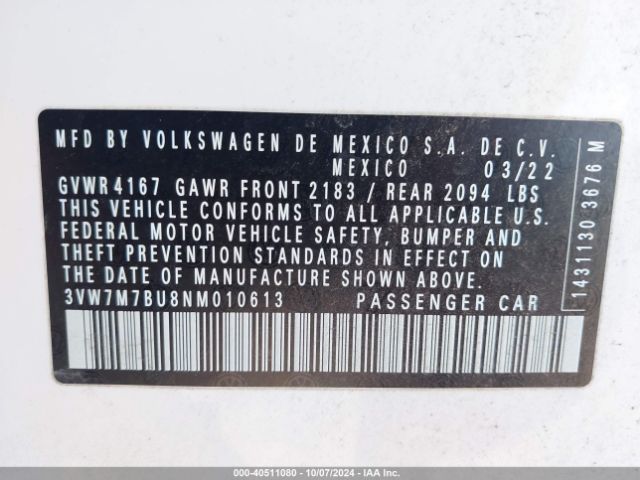 MFD BY VOLKSWAGEN DE MEXICO S.A. DE C.V.
MEXICO 03/22
GVWR 4167 GAWR FRONT 2183 / REAR 2094 LBS
THIS VEHICLE CONFORMS TO ALL APPLICABLE U.S.
FEDERAL MOTOR VEHICLE SAFETY, BUMPER AND
THEFT PREVENTION STANDARDS IN EFFECT ON
THE DATE OF MANUFACTURE SHOWN ABOVE.
3VW7M7BU8NM010613 PASSENGER CAR
1431130 3676 M
000-40511080 - 10/07/2024 - IAA Inc.